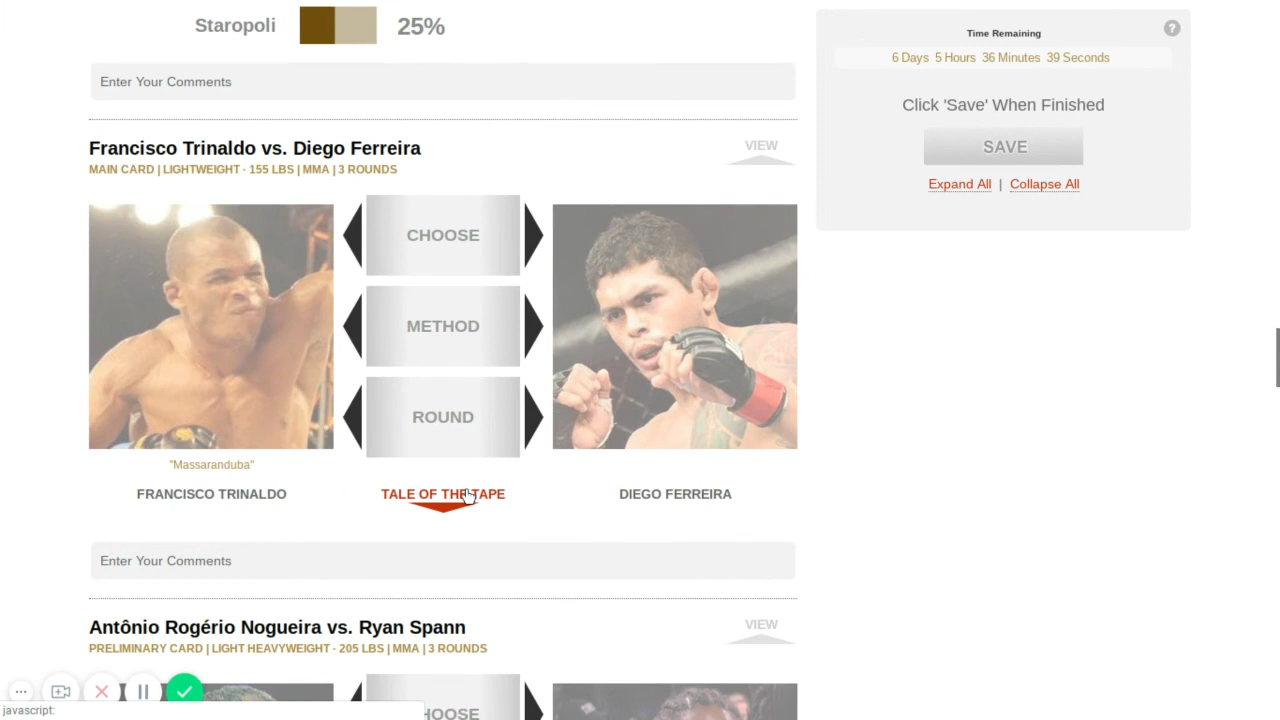 Staropoli 25%
Enter Your Comments
Francisco Trinaldo vs. Diego Ferreira
VIEW
MAIN CARD | LIGHTWEIGHT · 155 LBS | MMA | 3 ROUNDS
CHOOSE
METHOD
ROUND
"Massaranduba"
FRANCISCO TRINALDO
TALE OF THE TAPE
DIEGO FERREIRA
Enter Your Comments
Antônio Rogério Nogueira vs. Ryan Spann
VIEW
PRELIMINARY CARD | LIGHT HEAVYWEIGHT · 205 LBS | MMA | 3 ROUNDS
CHOOSE
javascript:
Time Remaining
?
6 Days 5 Hours 36 Minutes 39 Seconds
Click 'Save' When Finished
SAVE
Expand All | Collapse All